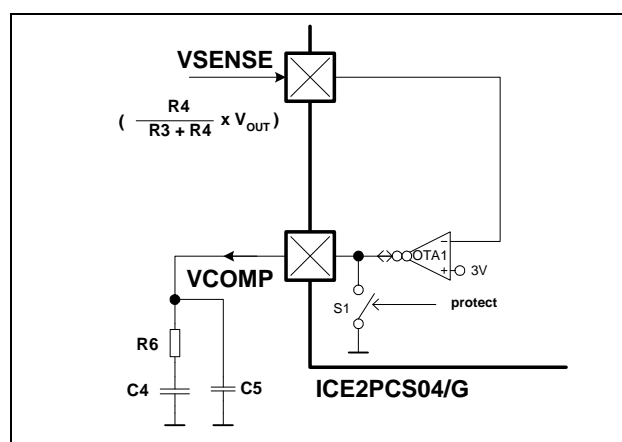 VSENSE
( R4
R3 + R4 x VOUT )
−
OTA1
+ 3V
VCOMP
S1
protect
R6
C4
C5
ICE2PCS04/G